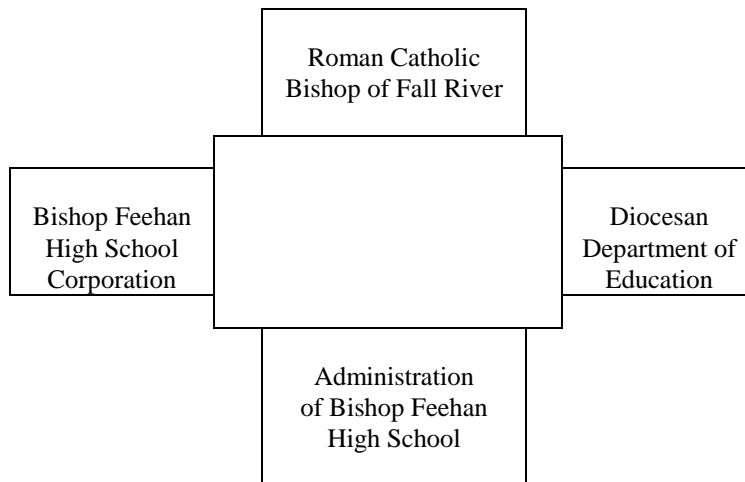 Roman Catholic
Bishop of Fall River
Bishop Feehan
High School
Corporation
Diocesan
Department of
Education
Administration
of Bishop Feehan
High School